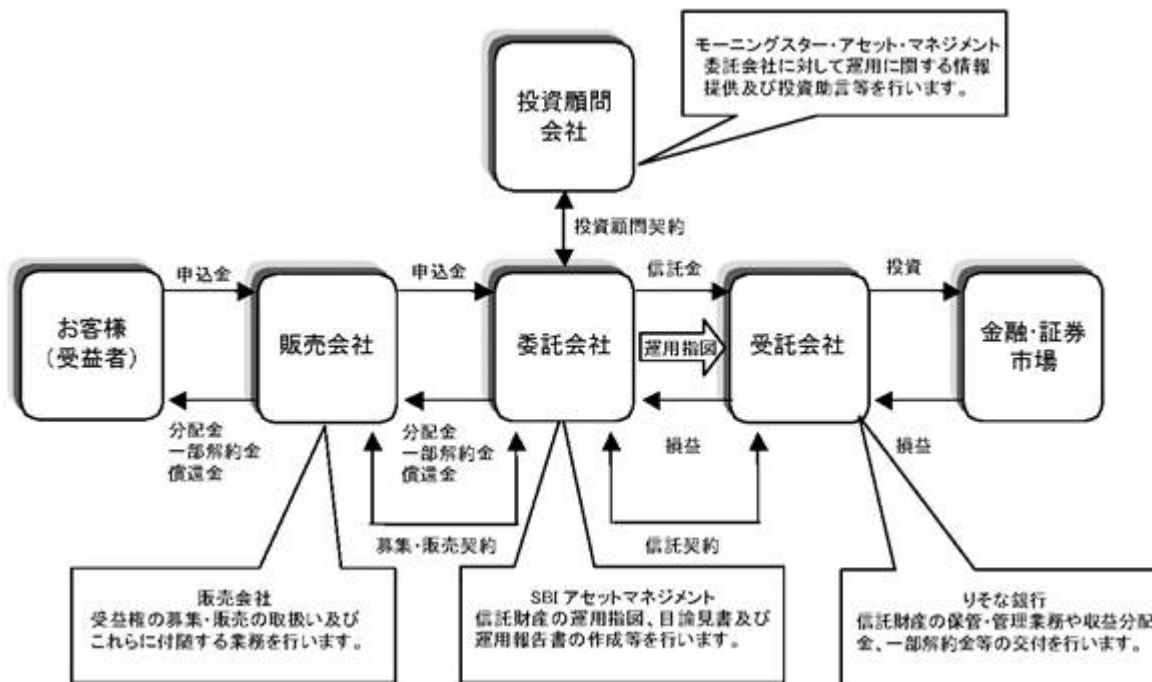 モーニングスター・アセット・マネジメント
委託会社に対して運用に関する情報
提供及び投資助言等を行います。
投資顧問
会社
投資顧問契約
申込金
申込金
信託金
投資
お客様
（受益者）
販売会社
委託会社
運用指図
受託会社
金融・証券
市場
分配金
一部解約金
償還金
分配金
一部解約金
償還金
損益
損益
募集・販売契約
信託契約
販売会社
受益権の募集・販売の取扱い及び
これらに付随する業務を行います。
SBI アセットマネジメント
信託財産の運用指図、目論見書及び
運用報告書の作成等を行います。
りそな銀行
信託財産の保管・管理業務や収益分配
金、一部解約金等の交付を行います。